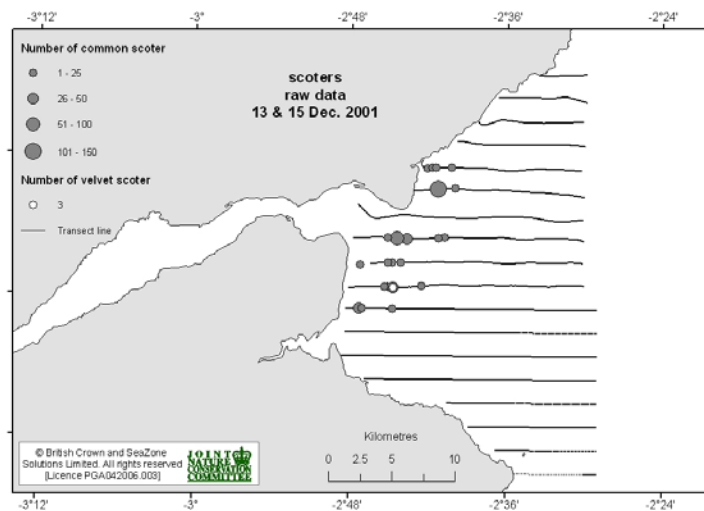 -3°12' -3° -2°48' -2°36' -2°24'
Number of common scoter
1 - 25
26 - 50
51 - 100
101 - 150
Number of velvet scoter
3
Transect line
scoters
raw data
13 & 15 Dec. 2001
© British Crown and SeaZone
Solutions Limited. All rights reserved
[Licence PGA042006.003]
JOINT
NATURE
CONSERVATION
COMMITTEE
Kilometres
0 2.5 5 10
-3°12' -3° -2°48' -2°36' -2°24'